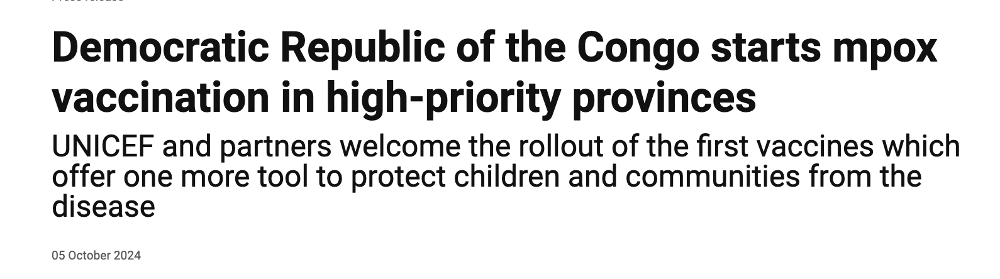 Democratic Republic of the Congo starts mpox
vaccination in high-priority provinces
UNICEF and partners welcome the rollout of the first vaccines which
offer one more tool to protect children and communities from the
disease
05 October 2024